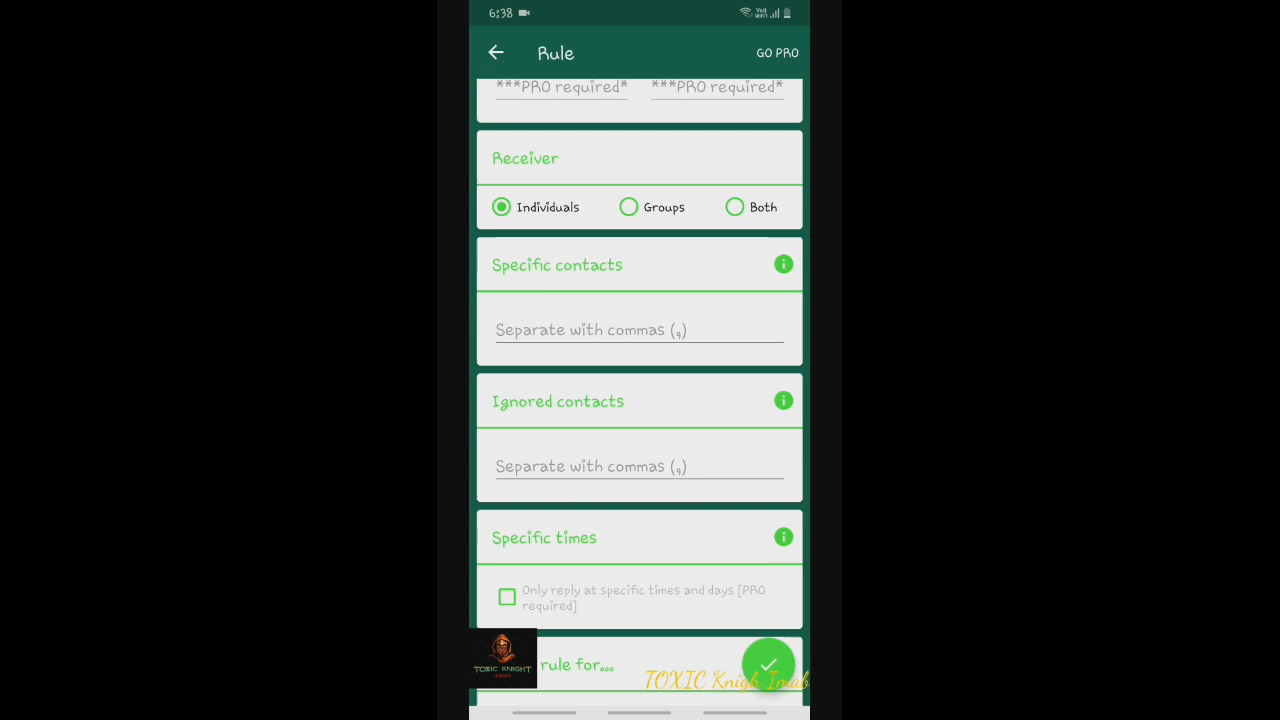 6:38
Rule
GO PRO
***PRO required*
***PRO required*
Receiver
Individuals
Groups
Both
Specific contacts
Separate with commas (,)
Ignored contacts
Separate with commas (,)
Specific times
Only reply at specific times and days [PRO
required]
TOXIC KNIGHT
rule for...
TOXIC Knigh Imab